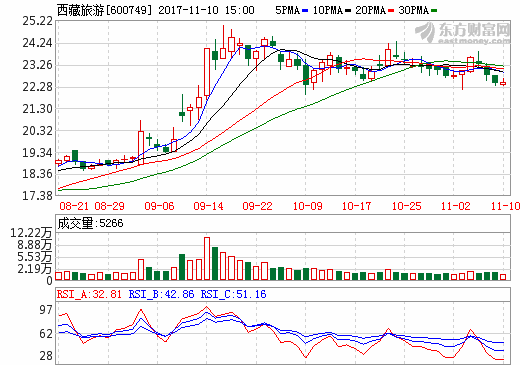 西藏旅游[600749] 2017-11-10 15:00 5PMA 10PMA 20PMA 30PMA
东方财富网
eastmoney.com
25.22
24.24
23.26
22.28
21.30
20.32
19.34
18.36
17.38
08-21 08-29 09-06 09-14 09-22 10-09 10-17 10-25 11-02 11-10
成交量:5266
12.22万
8.88万
5.53万
2.19万
0
RSI_A:32.81 RSI_B:42.86 RSI_C:51.16
97
62
28